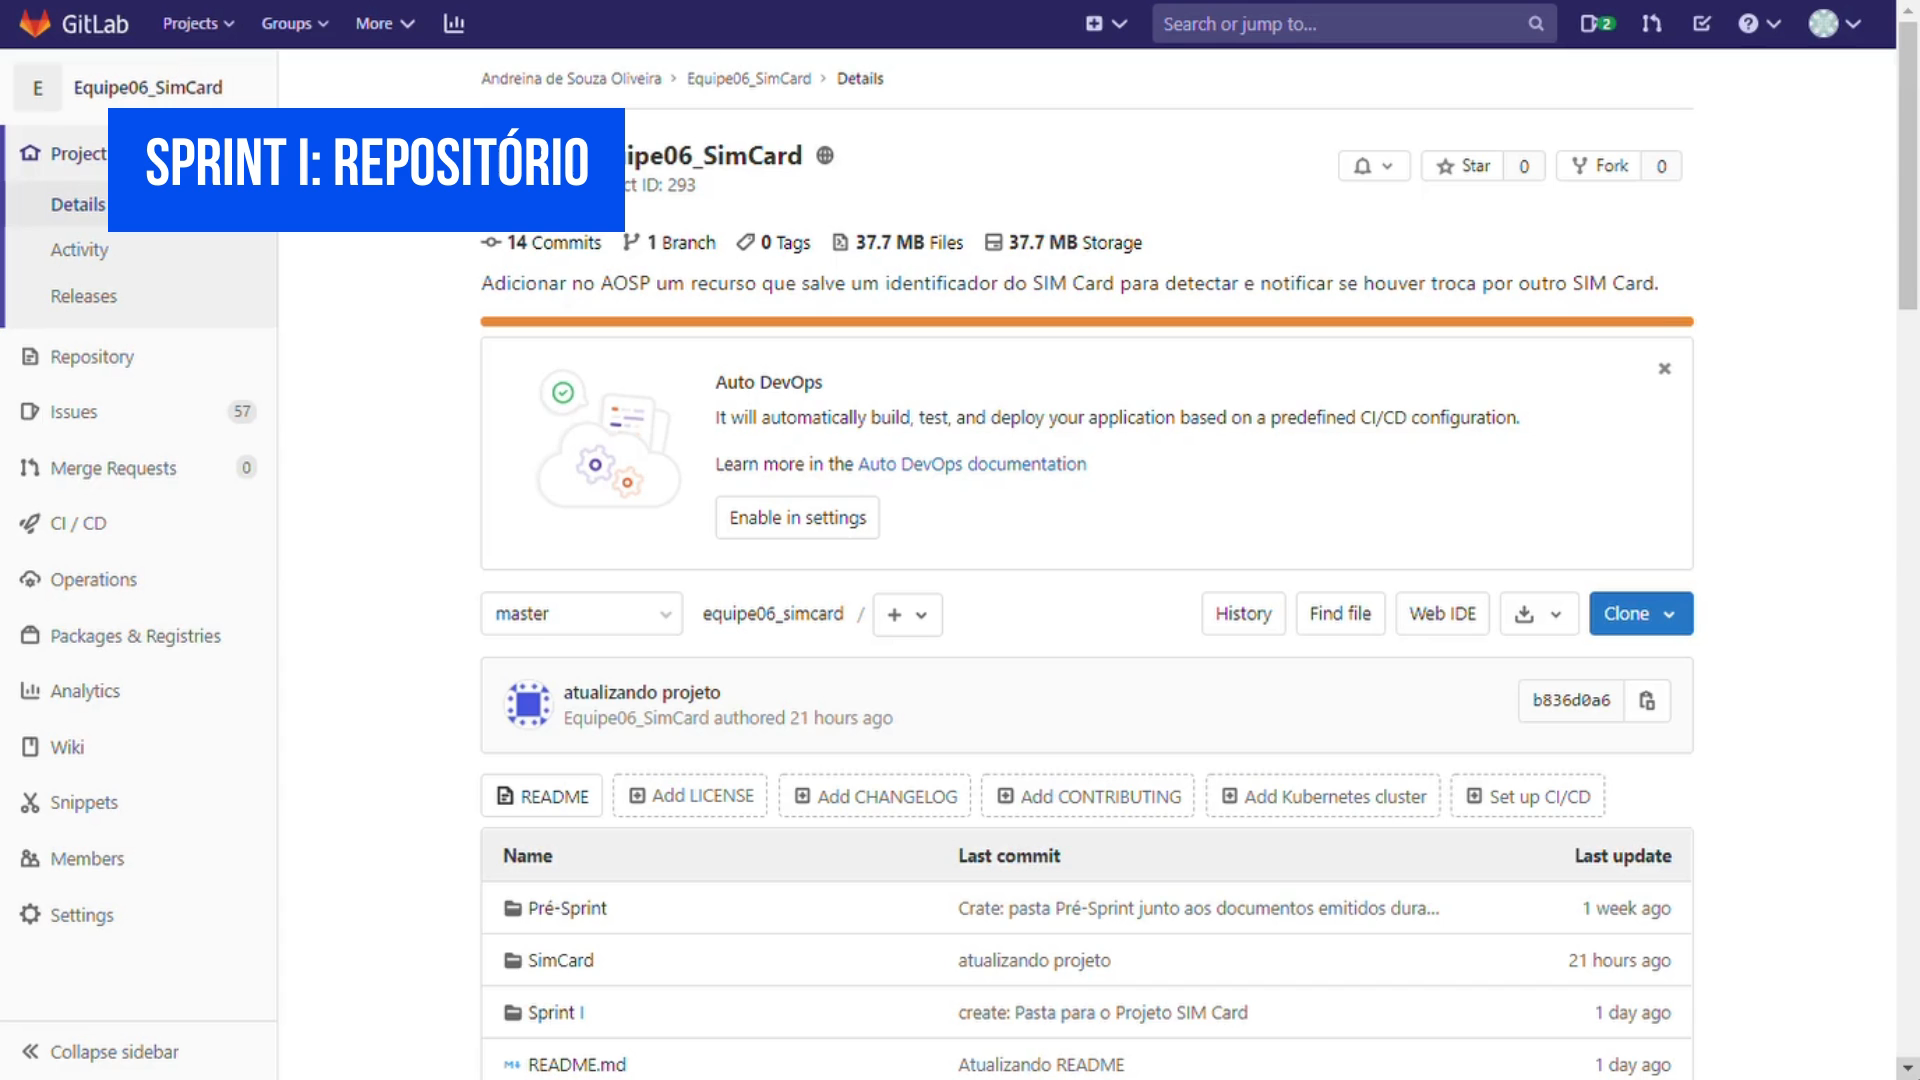 GitLab Projects Groups More Search or jump to... 2
E Equipe06_SimCard
Andreina de Souza Oliveira > Equipe06_SimCard > Details
SPRINT I: REPOSITÓRIO
Project
Details
Activity
Releases
Repository
Issues 57
Merge Requests 0
CI / CD
Operations
Packages & Registries
Analytics
Wiki
Snippets
Members
Settings
Collapse sidebar
ipe06_SimCard
ct ID: 293
Star 0 Fork 0
14 Commits 1 Branch 0 Tags 37.7 MB Files 37.7 MB Storage
Adicionar no AOSP um recurso que salve um identificador do SIM Card para detectar e notificar se houver troca por outro SIM Card.
Auto DevOps
It will automatically build, test, and deploy your application based on a predefined CI/CD configuration.
Learn more in the Auto DevOps documentation
Enable in settings
master equipe06_simcard / + History Find file Web IDE Clone
atualizando projeto
Equipe06_SimCard authored 21 hours ago
b836d0a6
README Add LICENSE Add CHANGELOG Add CONTRIBUTING Add Kubernetes cluster Set up CI/CD
Name Last commit Last update
Pré-Sprint Crate: pasta Pré-Sprint junto aos documentos emitidos dura... 1 week ago
SimCard atualizando projeto 21 hours ago
Sprint I create: Pasta para o Projeto SIM Card 1 day ago
README.md Atualizando README 1 day ago